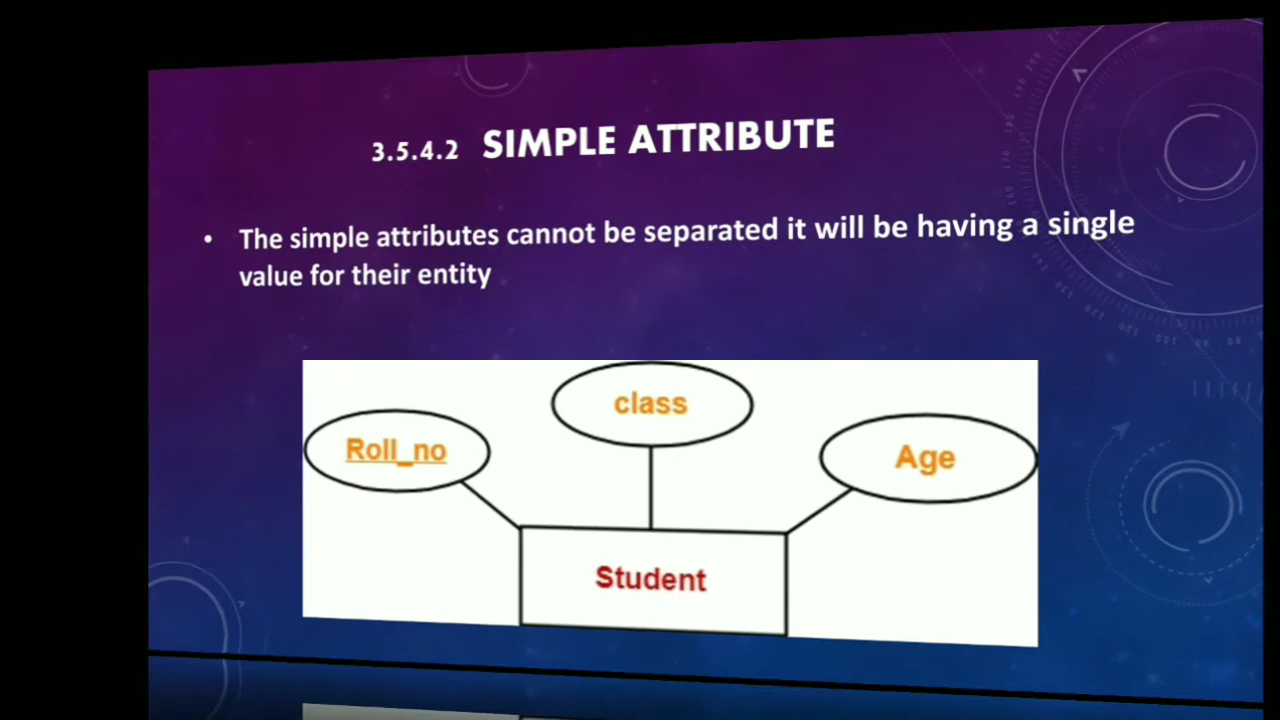 3.5.4.2 SIMPLE ATTRIBUTE
• The simple attributes cannot be separated it will be having a single
value for their entity
class
Roll_no
Age
Student